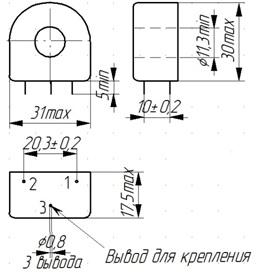 ø11,3min
30max
5min
31max
10±0,2
20,3±0,2
2
1
3
17,5max
ø0,8
3 вывода
Вывод для крепления